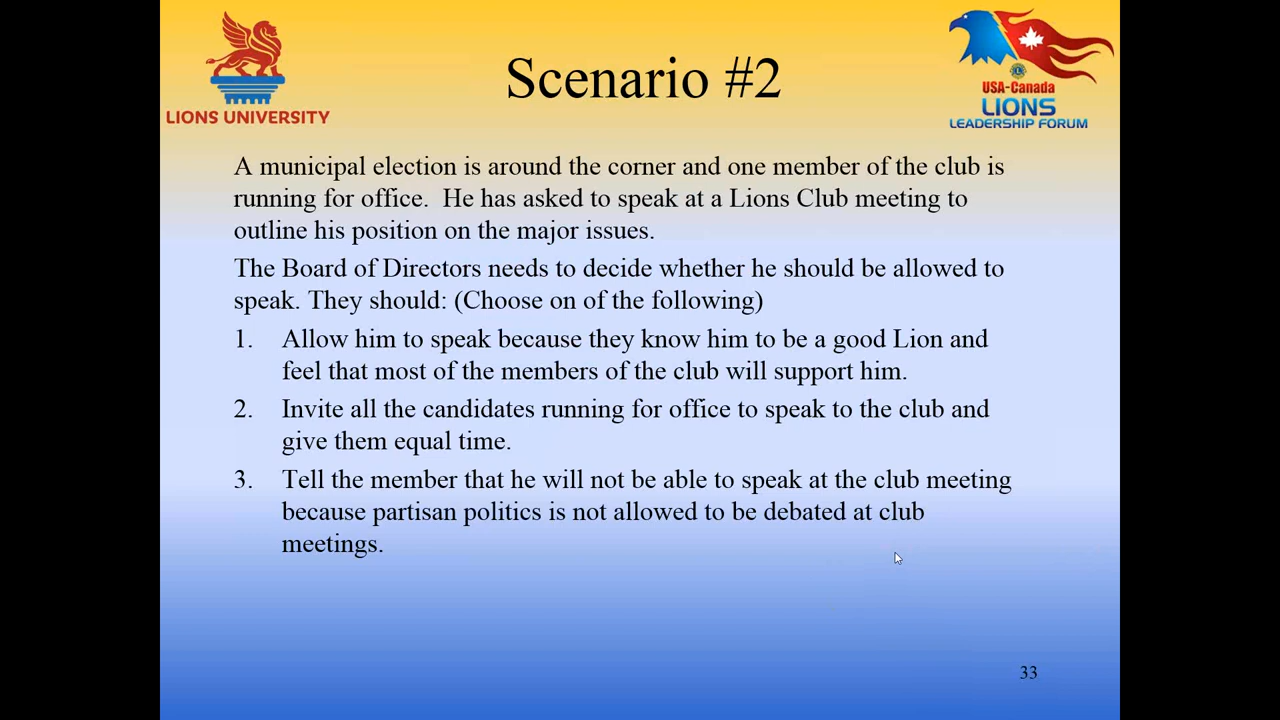 Scenario #2
LIONS UNIVERSITY
USA-Canada
LIONS
LEADERSHIP FORUM
A municipal election is around the corner and one member of the club is
running for office.  He has asked to speak at a Lions Club meeting to
outline his position on the major issues.
The Board of Directors needs to decide whether he should be allowed to
speak. They should: (Choose on of the following)
1. Allow him to speak because they know him to be a good Lion and
feel that most of the members of the club will support him.
2. Invite all the candidates running for office to speak to the club and
give them equal time.
3. Tell the member that he will not be able to speak at the club meeting
because partisan politics is not allowed to be debated at club
meetings.
33